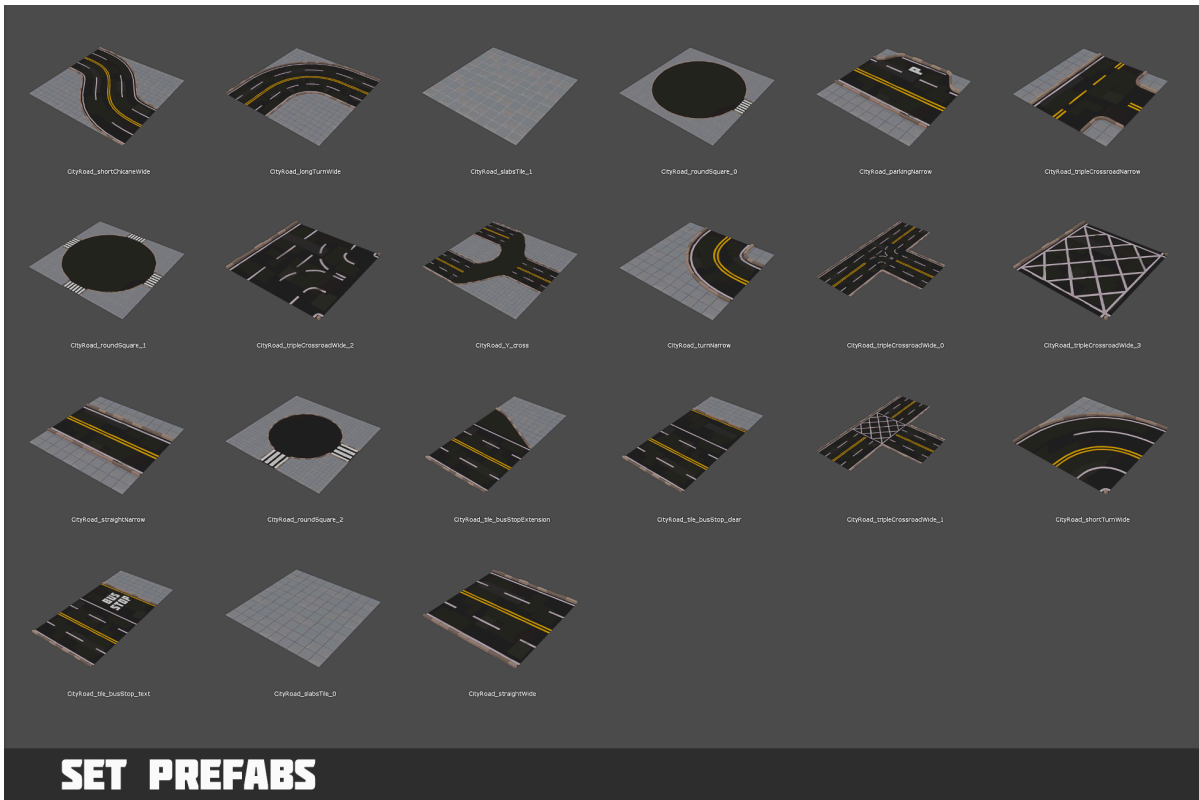 CityRoad_shortChicaneWide
CityRoad_longTurnWide
CityRoad_slabsTile_1
CityRoad_roundSquare_0
CityRoad_parkingNarrow
CityRoad_tripleCrossroadNarrow
P
CityRoad_roundSquare_1
CityRoad_tripleCrossroadWide_2
CityRoad_Y_cross
CityRoad_turnNarrow
CityRoad_tripleCrossroadWide_0
CityRoad_tripleCrossroadWide_3
CityRoad_straightNarrow
CityRoad_roundSquare_2
CityRoad_tile_busStopExtension
CityRoad_tile_busStop_clear
CityRoad_tripleCrossroadWide_1
CityRoad_shortTurnWide
BUS
STOP
CityRoad_tile_busStop_text
CityRoad_slabsTile_0
CityRoad_straightWide
SET PREFABS